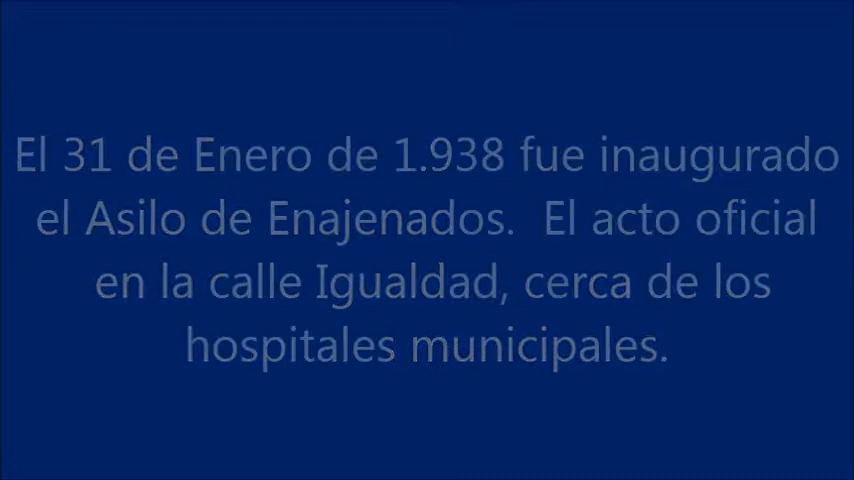 El 31 de Enero de 1.938 fue inaugurado
el Asilo de Enajenados.  El acto oficial
en la calle Igualdad, cerca de los
hospitales municipales.